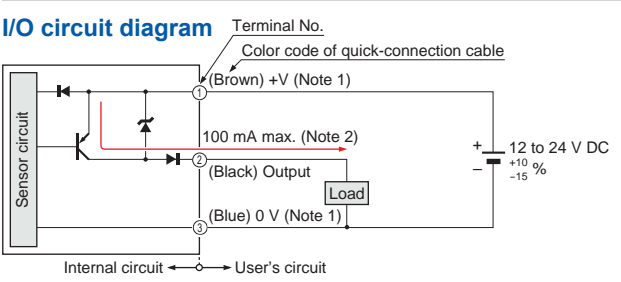 I/O circuit diagram
Terminal No.
Color code of quick-connection cable
(Brown) +V (Note 1)
1
Sensor circuit
100 mA max. (Note 2)
2
(Black) Output
Load
+
−
12 to 24 V DC
+10
−15 %
(Blue) 0 V (Note 1)
3
Internal circuit
User's circuit